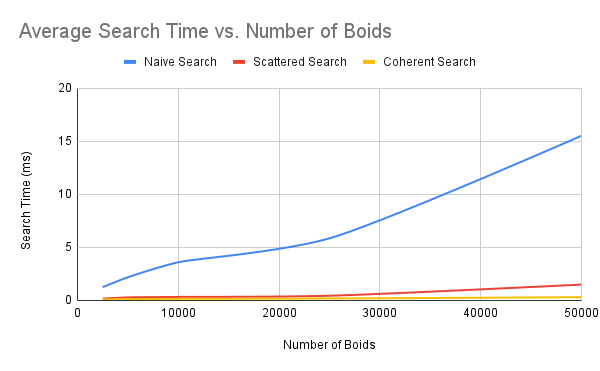 Average Search Time vs. Number of Boids
Naive Search Scattered Search Coherent Search
20
15
10
5
0
Search Time (ms)
0 10000 20000 30000 40000 50000
Number of Boids